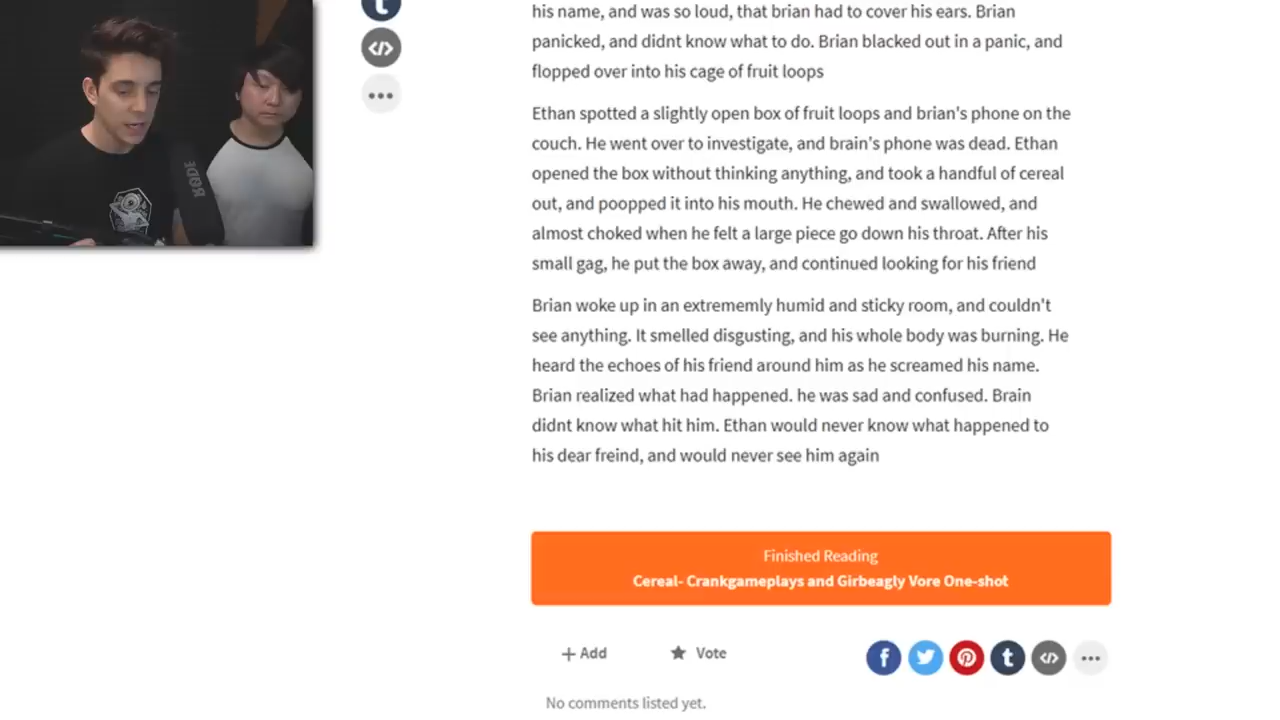 his name, and was so loud, that brian had to cover his ears. Brian
panicked, and didnt know what to do. Brian blacked out in a panic, and
flopped over into his cage of fruit loops
Ethan spotted a slightly open box of fruit loops and brian's phone on the
couch. He went over to investigate, and brain's phone was dead. Ethan
opened the box without thinking anything, and took a handful of cereal
out, and poopped it into his mouth. He chewed and swallowed, and
almost choked when he felt a large piece go down his throat. After his
small gag, he put the box away, and continued looking for his friend
Brian woke up in an extrememly humid and sticky room, and couldn't
see anything. It smelled disgusting, and his whole body was burning. He
heard the echoes of his friend around him as he screamed his name.
Brian realized what had happened. he was sad and confused. Brain
didnt know what hit him. Ethan would never know what happened to
his dear freind, and would never see him again
Finished Reading
Cereal- Crankgameplays and Girbeagly Vore One-shot
+ Add
Vote
No comments listed yet.
RØDE